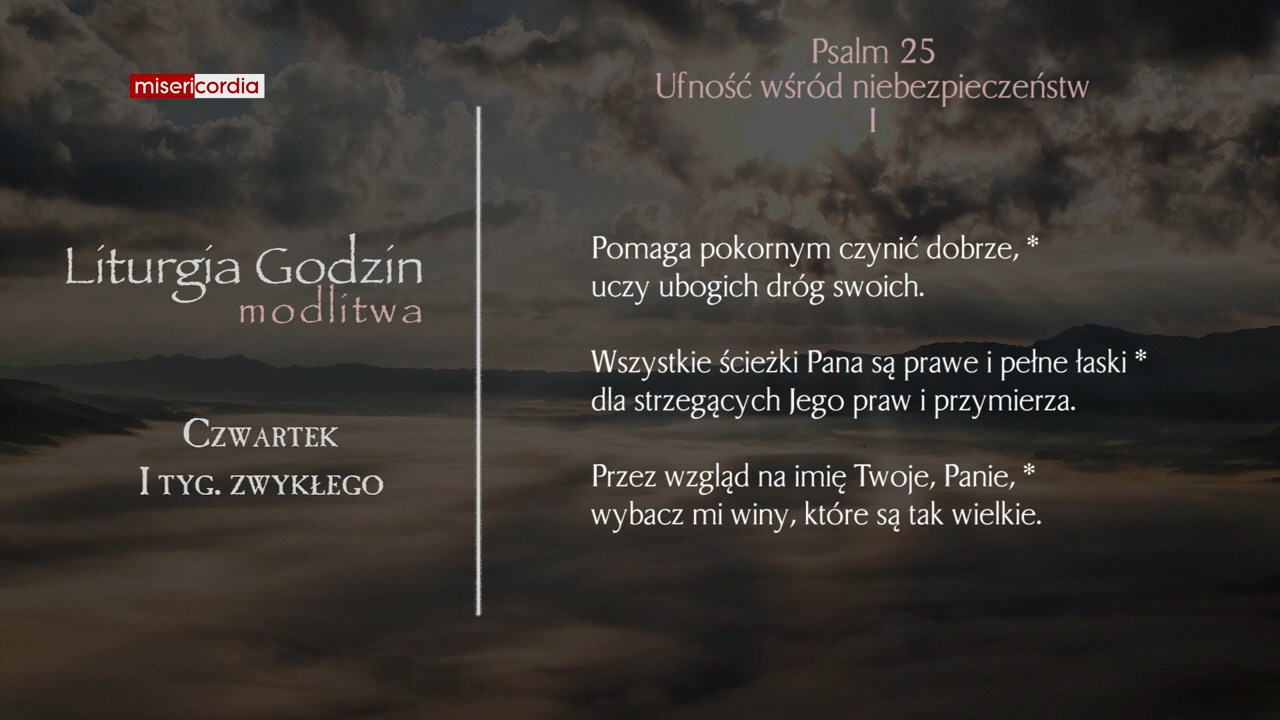 misericordia
Liturgia Godzin
modlitwa
Czwartek
I tyg. zwykłego
Psalm 25
Ufność wśród niebezpieczeństw
I
Pomaga pokornym czynić dobrze, *
uczy ubogich dróg swoich.
Wszystkie ścieżki Pana są prawe i pełne łaski *
dla strzegących Jego praw i przymierza.
Przez wzgląd na imię Twoje, Panie, *
wybacz mi winy, które są tak wielkie.